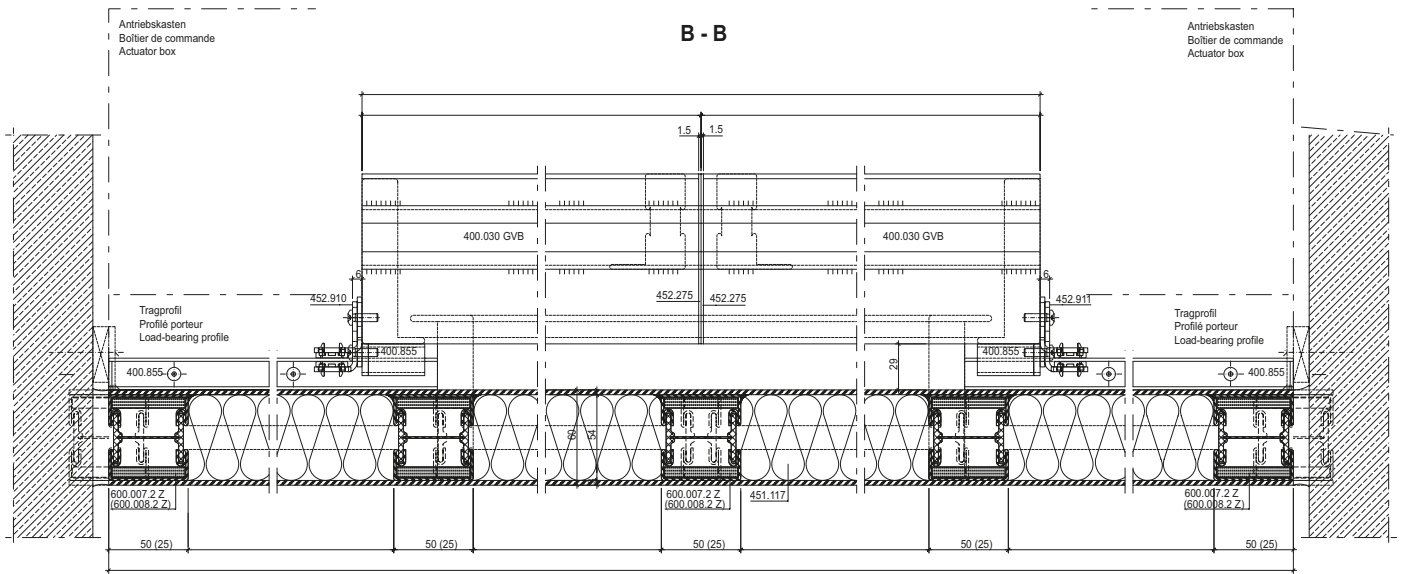 Antriebskasten
Boîtier de commande
Actuator box
B - B
Antriebskasten
Boîtier de commande
Actuator box
1.5 1.5
400.030 GVB
400.030 GVB
6
6
452.910
452.275
452.275
452.911
Tragprofil
Profilé porteur
Load-bearing profile
Tragprofil
Profilé porteur
Load-bearing profile
400.855
400.855
400.855
400.855
29
60
54
600.007.2 Z
(600.008.2 Z)
600.007.2 Z
(600.008.2 Z)
451.117
600.007.2 Z
(600.008.2 Z)
50 (25)
50 (25)
50 (25)
50 (25)
50 (25)